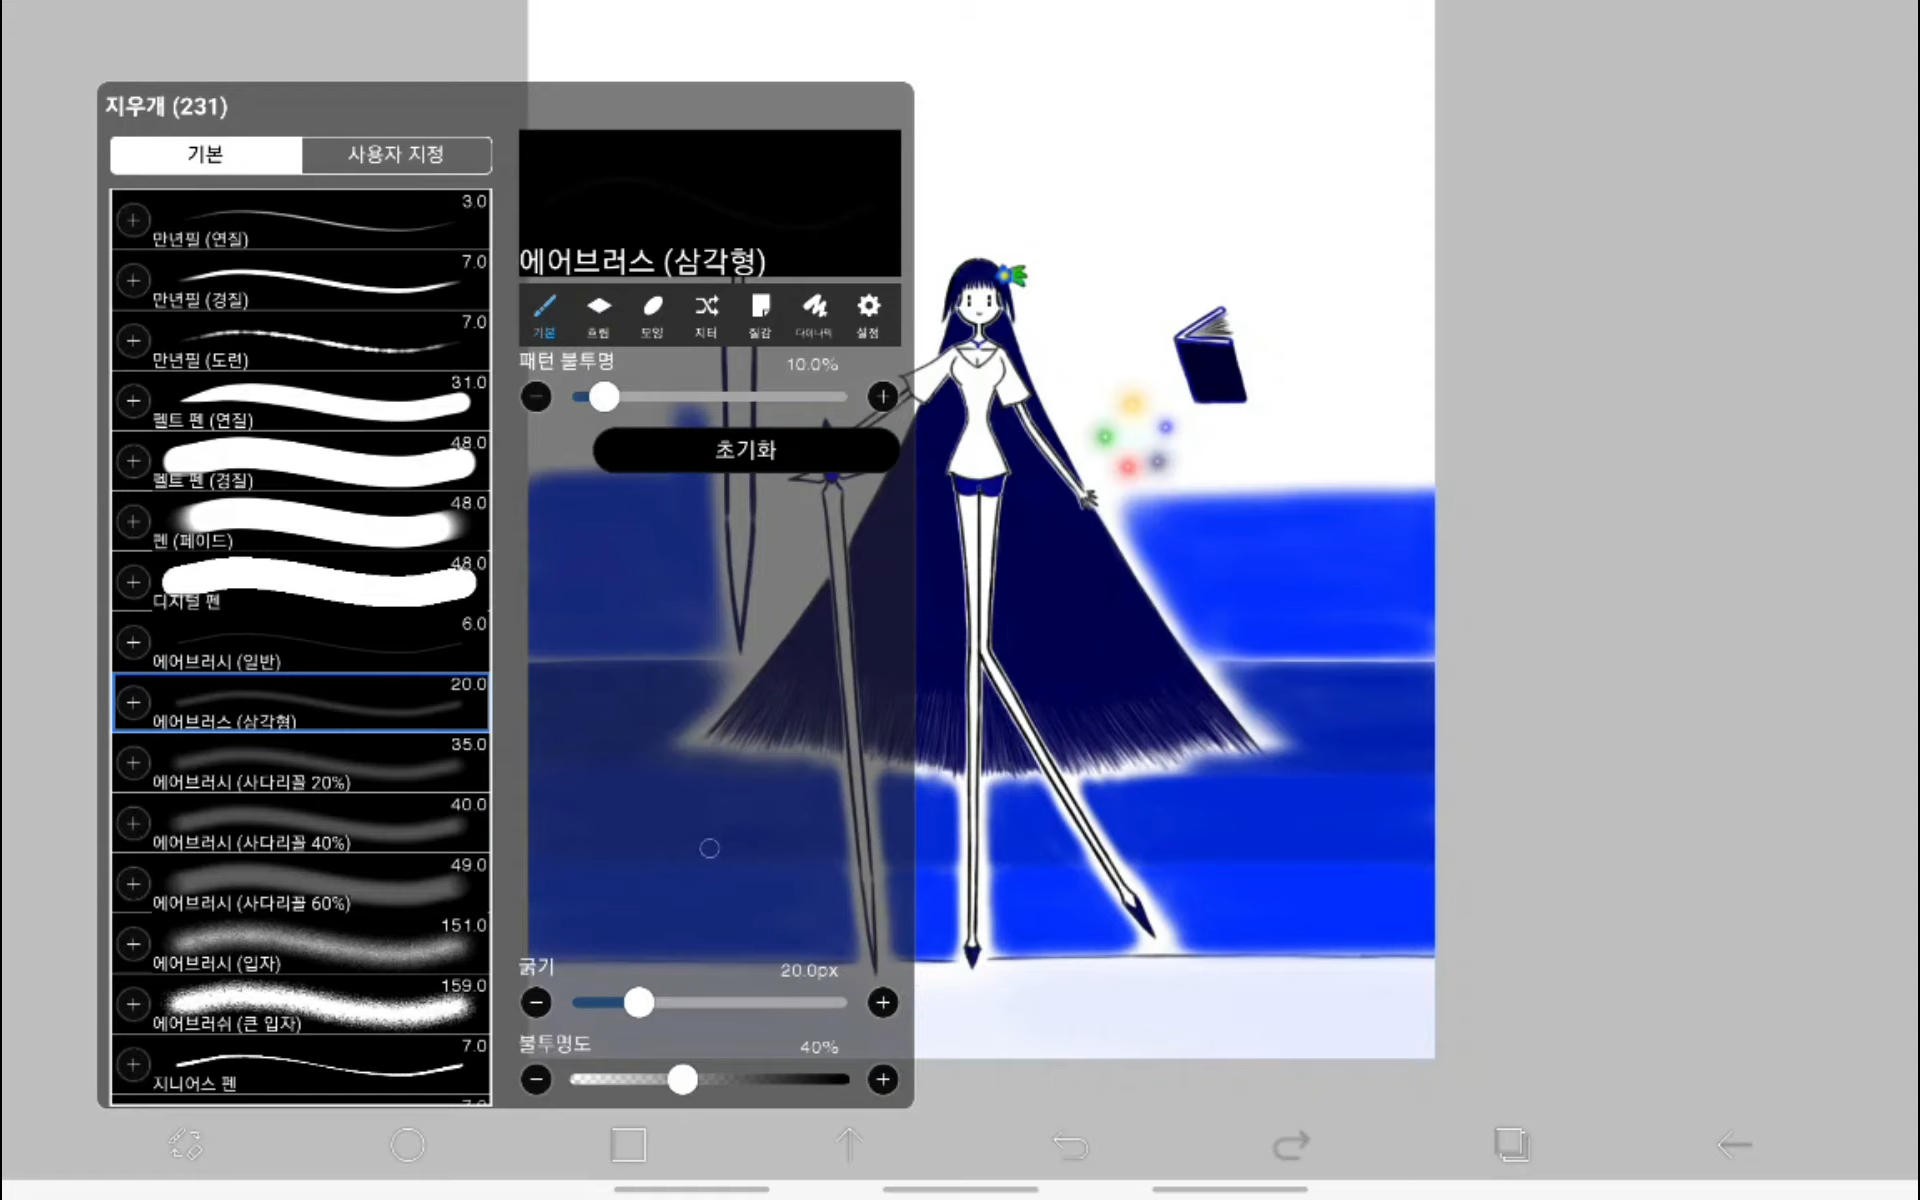 지우개 (231)
기본
사용자 지정
3.0
만년필 (연질)
7.0
만년필 (경질)
7.0
만년필 (도련)
31.0
펠트 펜 (연질)
48.0
펠트 펜 (경질)
48.0
펜 (페이드)
48.0
디지털 펜
6.0
에어브러시 (일반)
20.0
에어브러스 (삼각형)
35.0
에어브러시 (사다리꼴 20%)
40.0
에어브러시 (사다리꼴 40%)
49.0
에어브러시 (사다리꼴 60%)
151.0
에어브러시 (입자)
159.0
에어브러쉬 (큰 입자)
7.0
지니어스 펜
에어브러스 (삼각형)
기본 흐림 모양 지터 질감 다이나믹 설정
패턴 불투명 10.0%
초기화
굵기 20.0px
불투명도 40%